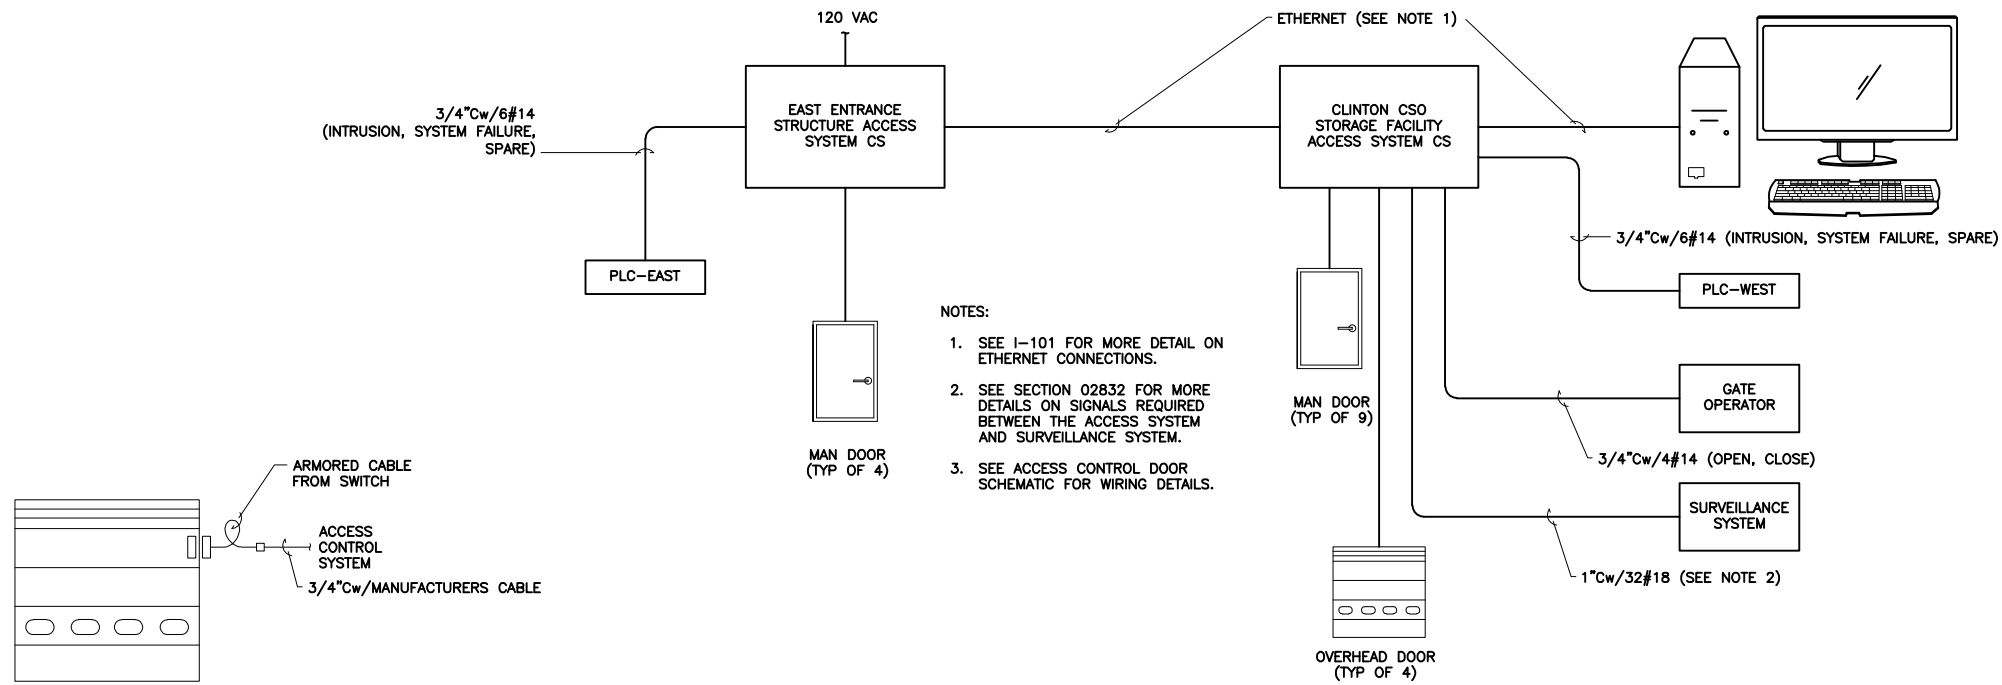 120 VAC
ETHERNET (SEE NOTE 1)
3/4"Cw/6#14
(INTRUSION, SYSTEM FAILURE,
SPARE)
EAST ENTRANCE
STRUCTURE ACCESS
SYSTEM CS
CLINTON CSO
STORAGE FACILITY
ACCESS SYSTEM CS
3/4"Cw/6#14 (INTRUSION, SYSTEM FAILURE, SPARE)
PLC-EAST
PLC-WEST
NOTES:
1. SEE I-101 FOR MORE DETAIL ON
ETHERNET CONNECTIONS.
2. SEE SECTION 02832 FOR MORE
DETAILS ON SIGNALS REQUIRED
BETWEEN THE ACCESS SYSTEM
AND SURVEILLANCE SYSTEM.
3. SEE ACCESS CONTROL DOOR
SCHEMATIC FOR WIRING DETAILS.
MAN DOOR
(TYP OF 4)
MAN DOOR
(TYP OF 9)
GATE
OPERATOR
3/4"Cw/4#14 (OPEN, CLOSE)
SURVEILLANCE
SYSTEM
1"Cw/32#18 (SEE NOTE 2)
OVERHEAD DOOR
(TYP OF 4)
ARMORED CABLE
FROM SWITCH
ACCESS
CONTROL
SYSTEM
3/4"Cw/MANUFACTURERS CABLE